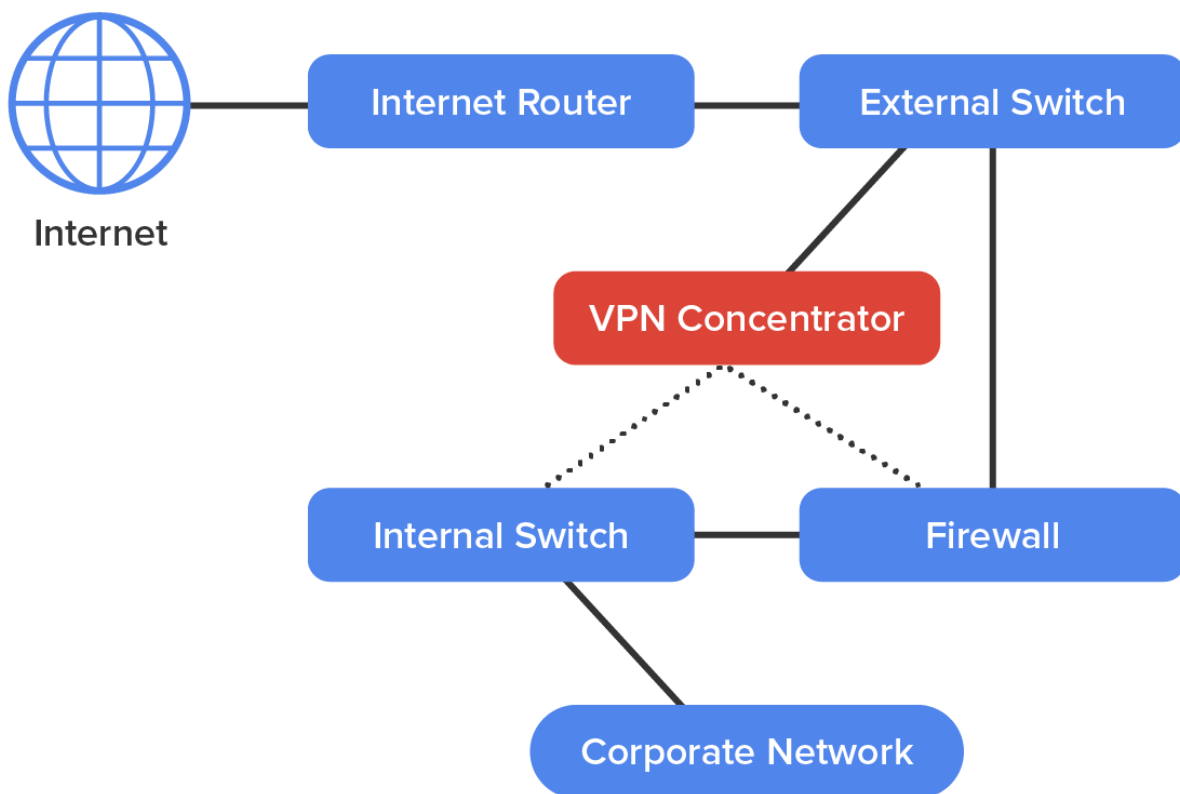 Internet Router
External Switch
Internet
VPN Concentrator
Internal Switch
Firewall
Corporate Network